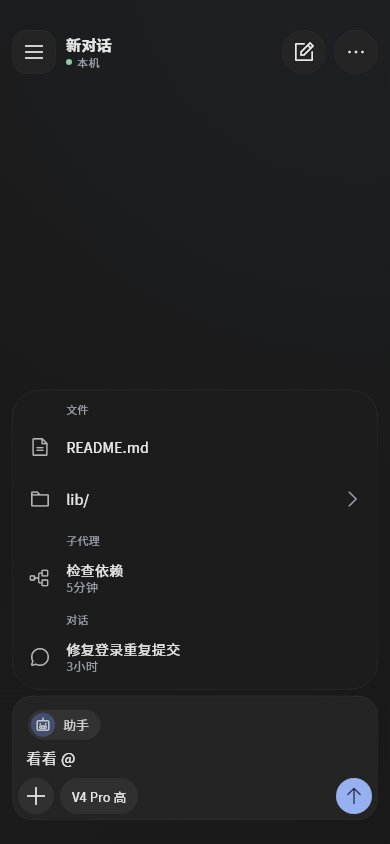 新对话
本机
文件
README.md
lib/
子代理
检查依赖
5分钟
对话
修复登录重复提交
3小时
助手
看看 @
V4 Pro 高